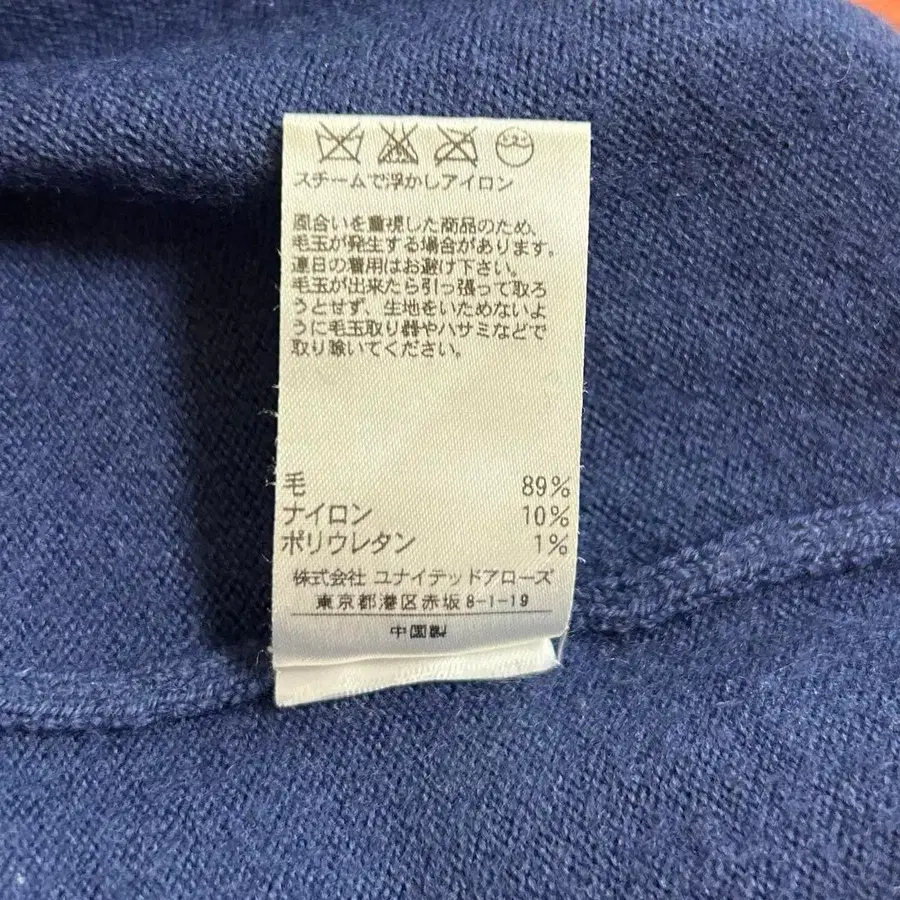 スチームで浮かしアイロン
風合いを重視した商品のため、
毛玉が発生する場合があります。
連日の着用はお避け下さい。
毛玉が出来たら引っ張って取ろ
うとせず、生地をいためないよ
うに毛玉取り器やハサミなどで
取り除いてください。
毛 89%
ナイロン 10%
ポリウレタン 1%
株式会社 ユナイテッドアローズ
東京都港区赤坂8-1-19
中国製